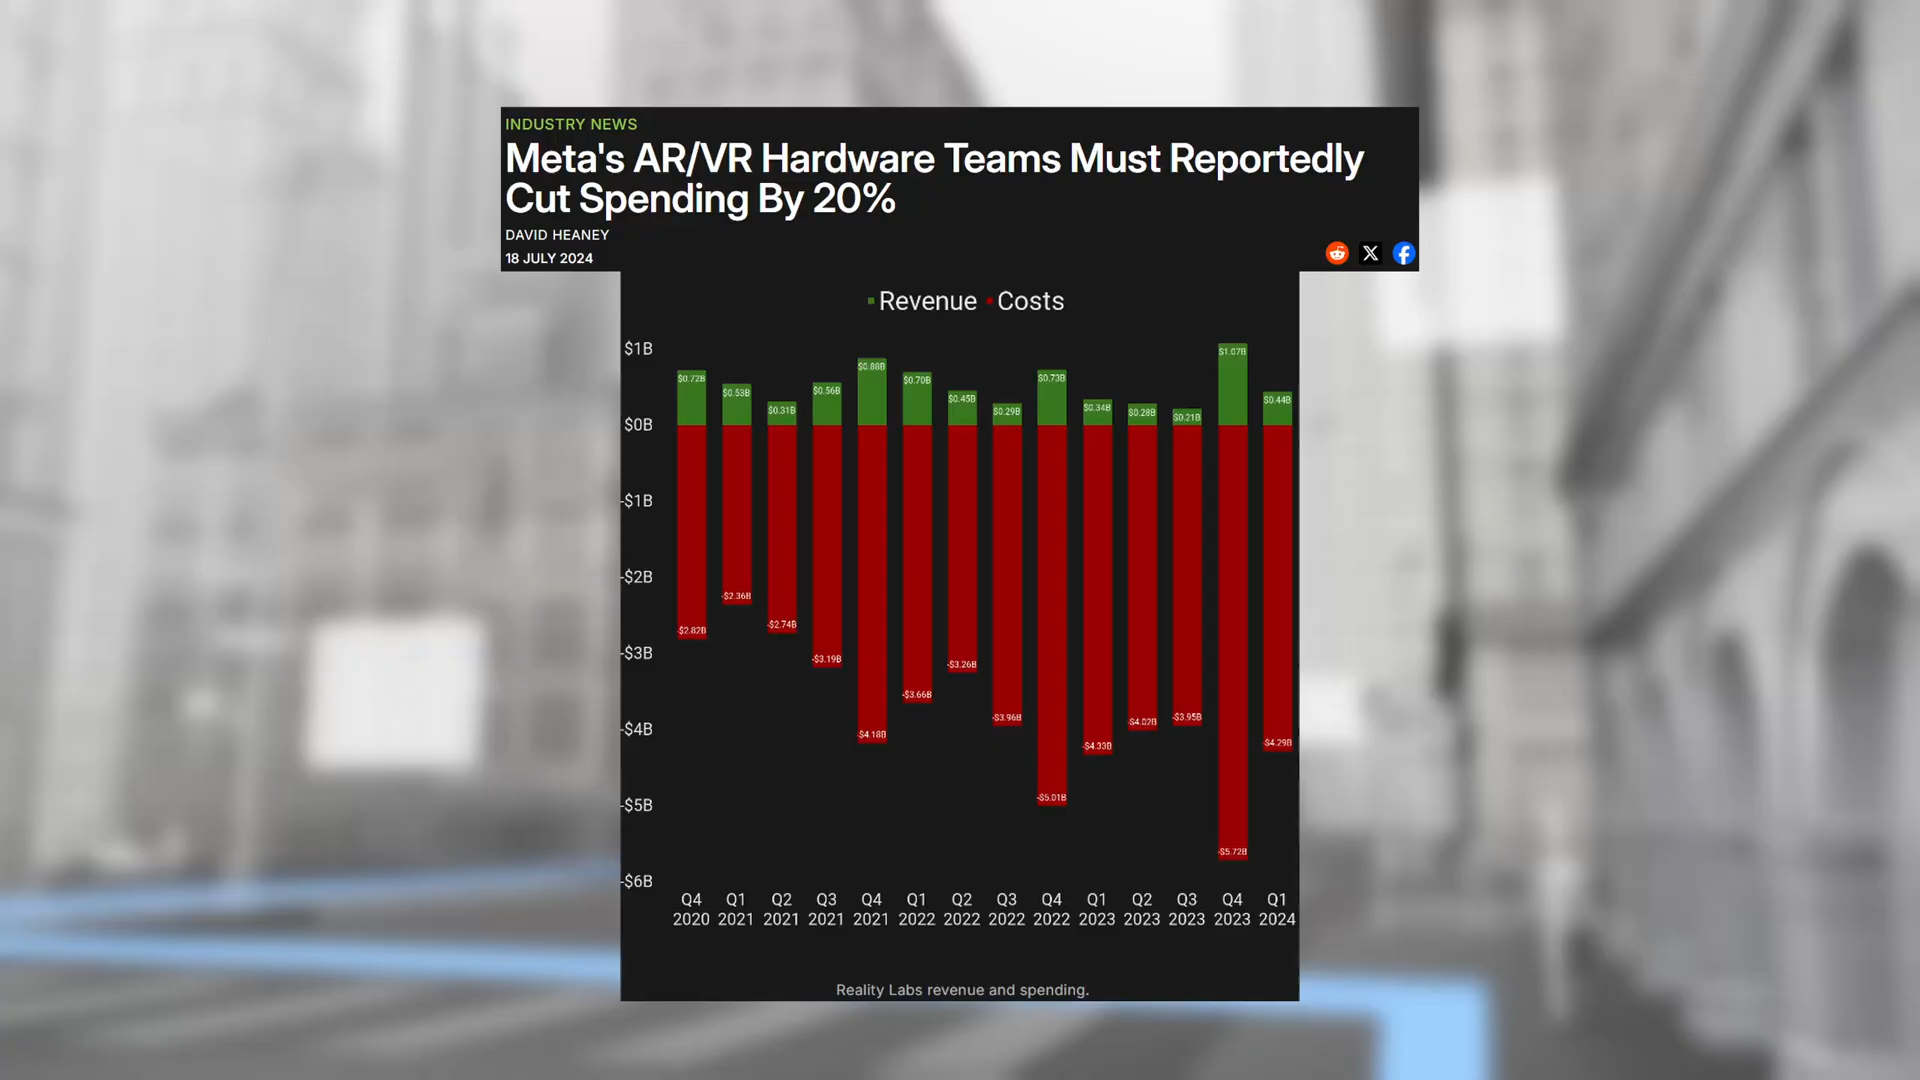 INDUSTRY NEWS
Meta's AR/VR Hardware Teams Must Reportedly
Cut Spending By 20%
DAVID HEANEY
18 JULY 2024
Revenue Costs
$1B
$0B
-$1B
-$2B
-$3B
-$4B
-$5B
-$6B
$0.72B $0.53B $0.31B $0.56B $0.88B $0.70B $0.45B $0.29B $0.73B $0.34B $0.28B $0.21B $1.07B $0.44B
-$2.82B -$2.36B -$2.74B -$3.19B -$4.18B -$3.66B -$3.26B -$3.96B -$5.01B -$4.33B -$4.02B -$3.95B -$5.72B -$4.29B
Q4 Q1 Q2 Q3 Q4 Q1 Q2 Q3 Q4 Q1 Q2 Q3 Q4 Q1
2020 2021 2021 2021 2021 2022 2022 2022 2022 2023 2023 2023 2023 2024
Reality Labs revenue and spending.